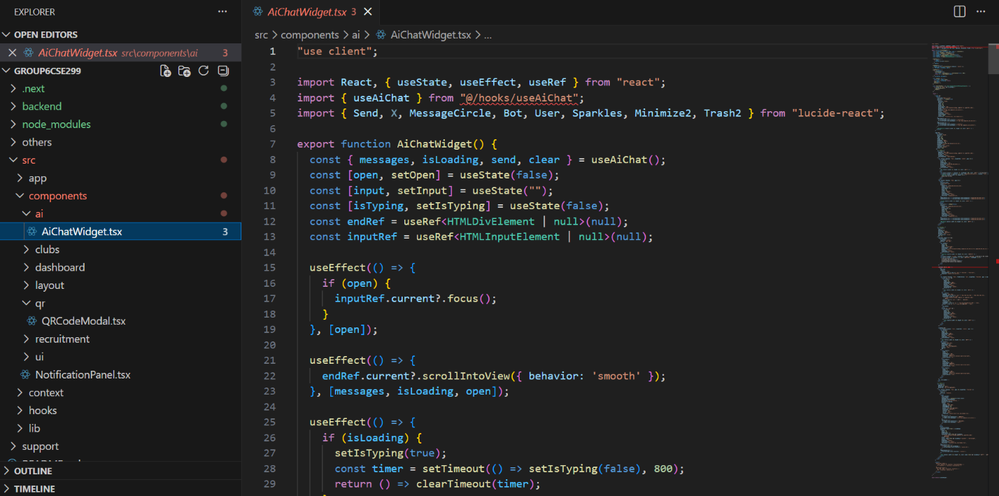 EXPLORER
OPEN EDITORS
AiChatWidget.tsx src\components\ai 3
GROUP6CSE299
.next
backend
node_modules
others
src
app
components
ai
AiChatWidget.tsx 3
clubs
dashboard
layout
qr
QRCodeModal.tsx
recruitment
ui
NotificationPanel.tsx
context
hooks
lib
support
OUTLINE
TIMELINE
AiChatWidget.tsx 3
src > components > ai > AiChatWidget.tsx > ...
1 "use client";
2
3 import React, { useState, useEffect, useRef } from "react";
4 import { useAiChat } from "@/hooks/useAiChat";
5 import { Send, X, MessageCircle, Bot, User, Sparkles, Minimize2, Trash2 } from "lucide-react";
6
7 export function AiChatWidget() {
8 const { messages, isLoading, send, clear } = useAiChat();
9 const [open, setOpen] = useState(false);
10 const [input, setInput] = useState("");
11 const [isTyping, setIsTyping] = useState(false);
12 const endRef = useRef<HTMLDivElement | null>(null);
13 const inputRef = useRef<HTMLInputElement | null>(null);
14
15 useEffect(() => {
16 if (open) {
17 inputRef.current?.focus();
18 }
19 }, [open]);
20
21 useEffect(() => {
22 endRef.current?.scrollIntoView({ behavior: 'smooth' });
23 }, [messages, isLoading, open]);
24
25 useEffect(() => {
26 if (isLoading) {
27 setIsTyping(true);
28 const timer = setTimeout(() => setIsTyping(false), 800);
29 return () => clearTimeout(timer);